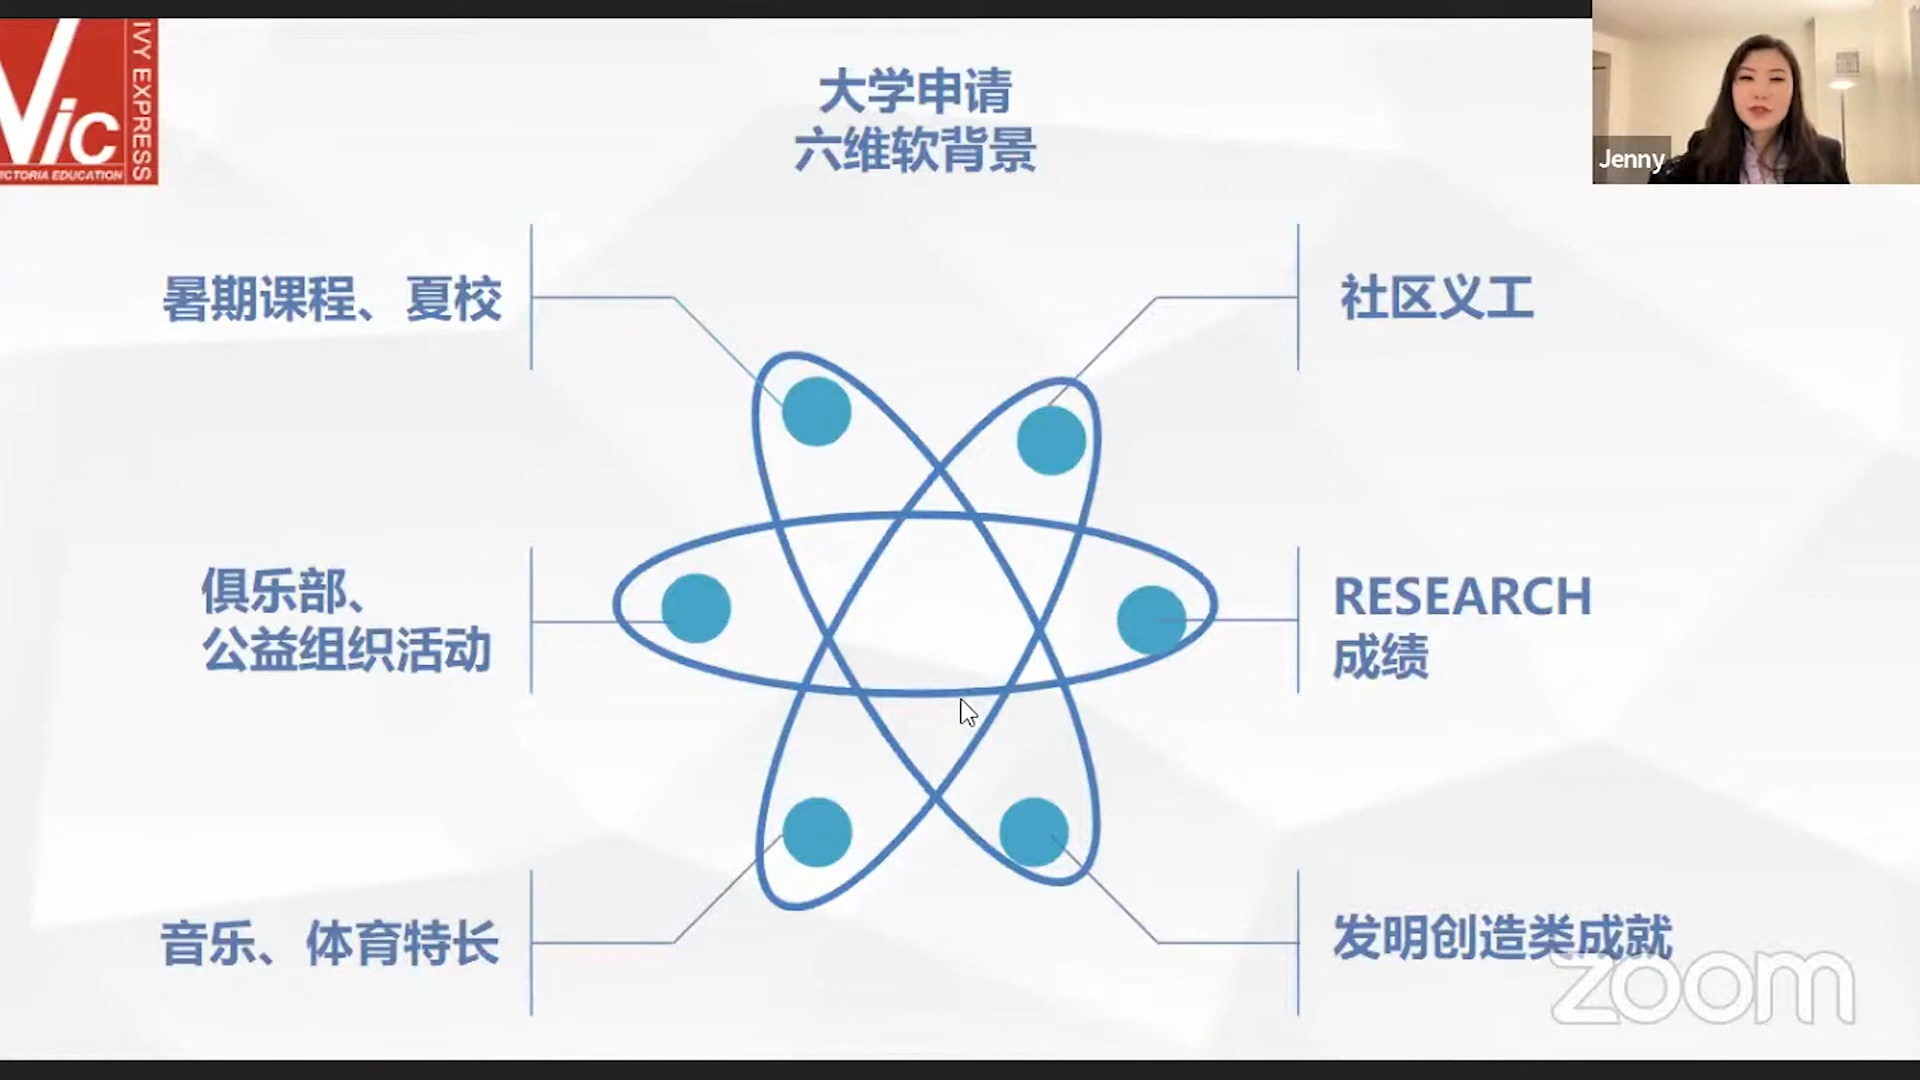 Vic
IVY EXPRESS
ICTORIA EDUCATION
大学申请
六维软背景
Jenny
暑期课程、夏校
社区义工
俱乐部、
公益组织活动
RESEARCH
成绩
音乐、体育特长
发明创造类成就
zoom